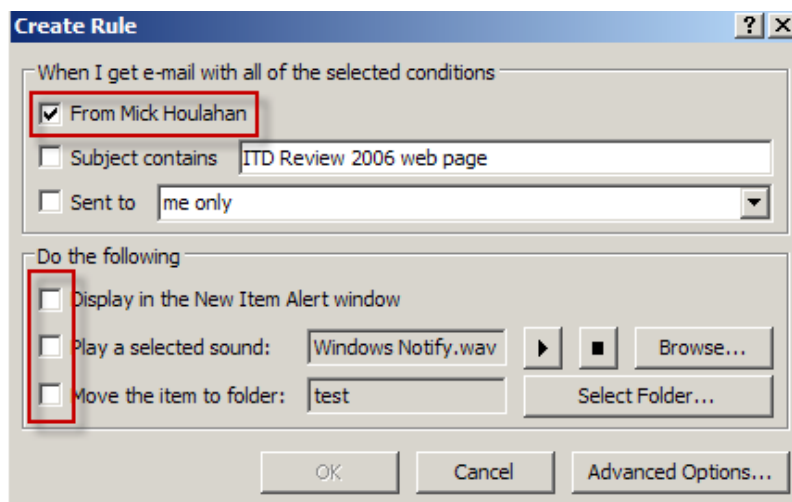 Create Rule
When I get e-mail with all of the selected conditions
From Mick Houlahan
Subject contains ITD Review 2006 web page
Sent to me only
Do the following
Display in the New Item Alert window
Play a selected sound: Windows Notify.wav Browse...
Move the item to folder: test Select Folder...
OK Cancel Advanced Options...